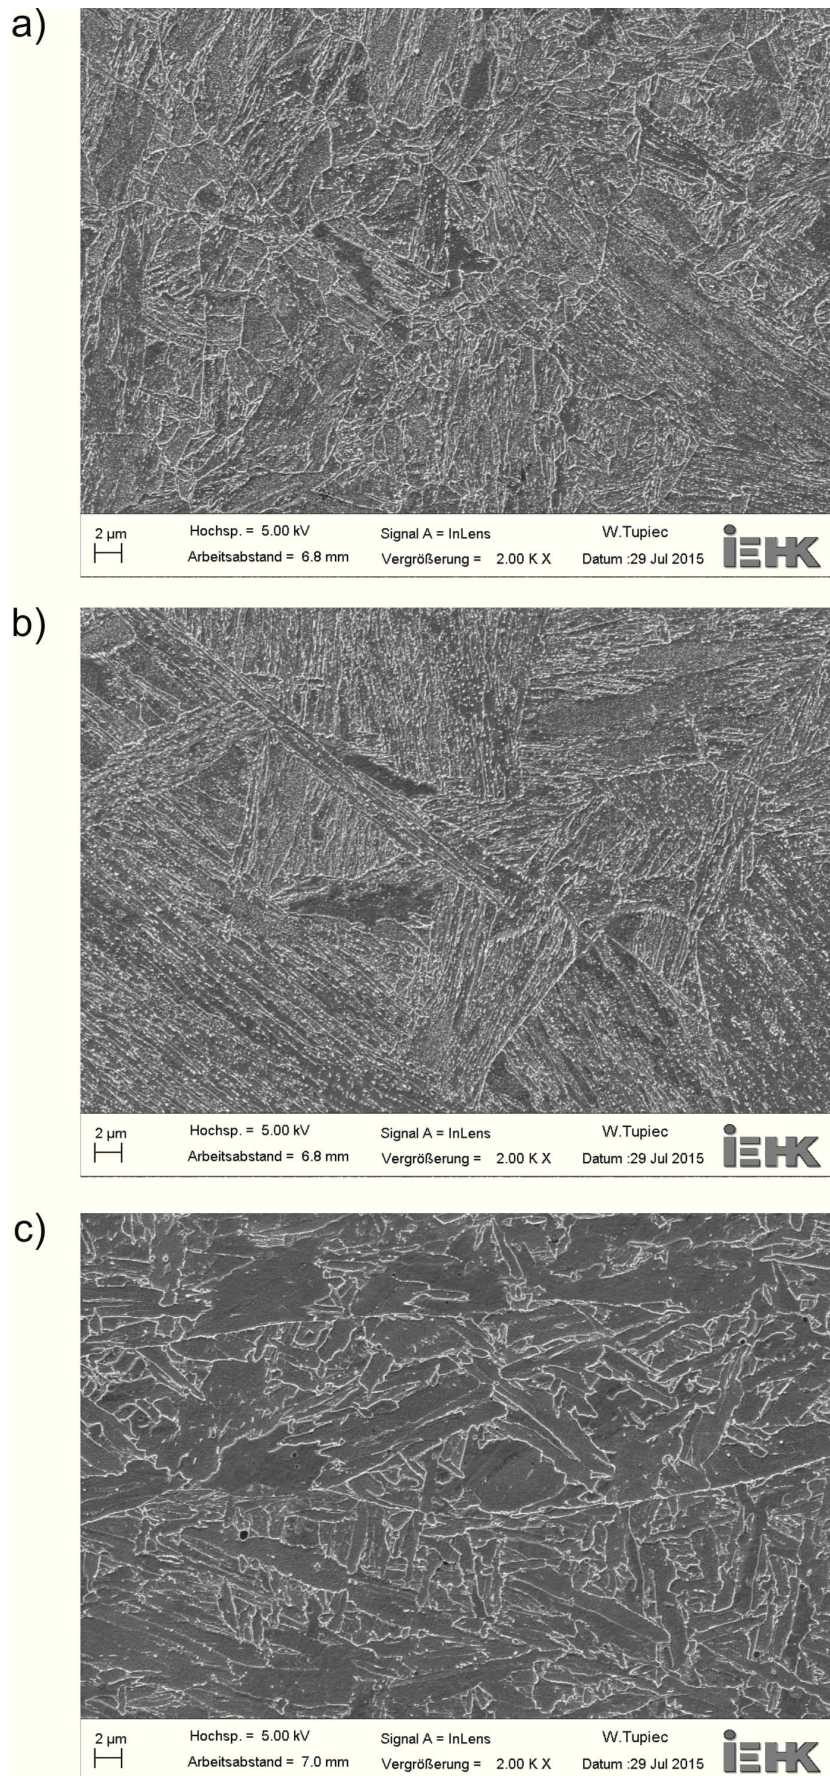 a)
2 µm Hochsp. = 5.00 kV Signal A = InLens W.Tupiec
Arbeitsabstand = 6.8 mm Vergrößerung = 2.00 K X Datum :29 Jul 2015 iEHK
b)
2 µm Hochsp. = 5.00 kV Signal A = InLens W.Tupiec
Arbeitsabstand = 6.8 mm Vergrößerung = 2.00 K X Datum :29 Jul 2015 iEHK
c)
2 µm Hochsp. = 5.00 kV Signal A = InLens W.Tupiec
Arbeitsabstand = 7.0 mm Vergrößerung = 2.00 K X Datum :29 Jul 2015 iEHK